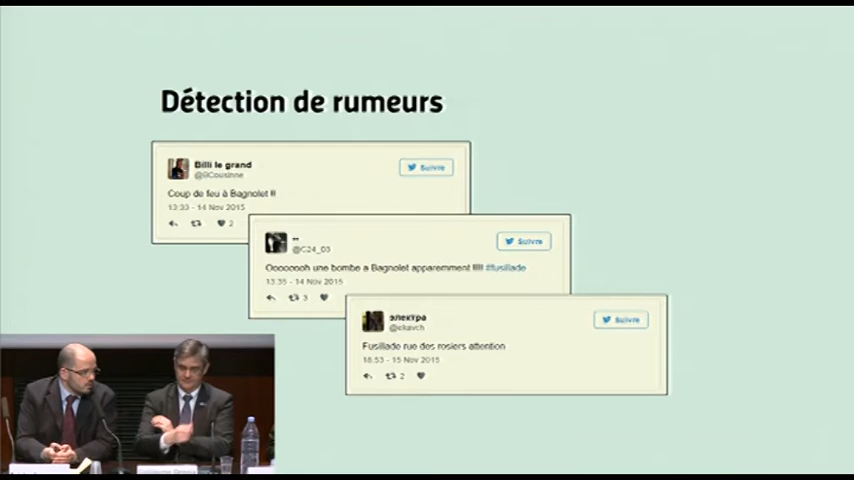 Détection de rumeurs
Billi le grand
@BCousinne
Suivre
Coup de feu à Bagnolet !!!
13:33 - 14 Nov 2015
2
--
@C24_03
Suivre
Oooooooh une bombe a Bagnolet apparemment !!!!! #fusillade
13:35 - 14 Nov 2015
3
электра
Suivre
Fusillade rue des rosiers attention
18:53 - 15 Nov 2015
2